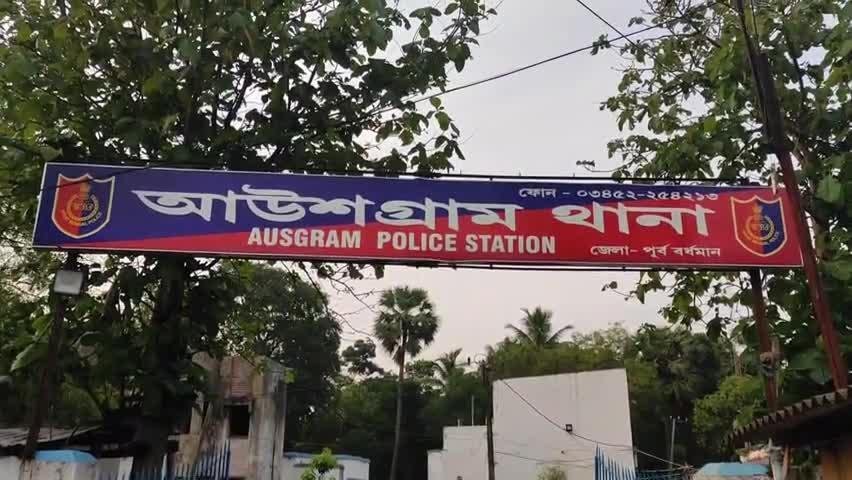 ফোন - ০৩৪৫২-২৫৪২১৩
আউশগ্রাম থানা
AUSGRAM POLICE STATION
জেলা- পূর্ব বর্ধমান